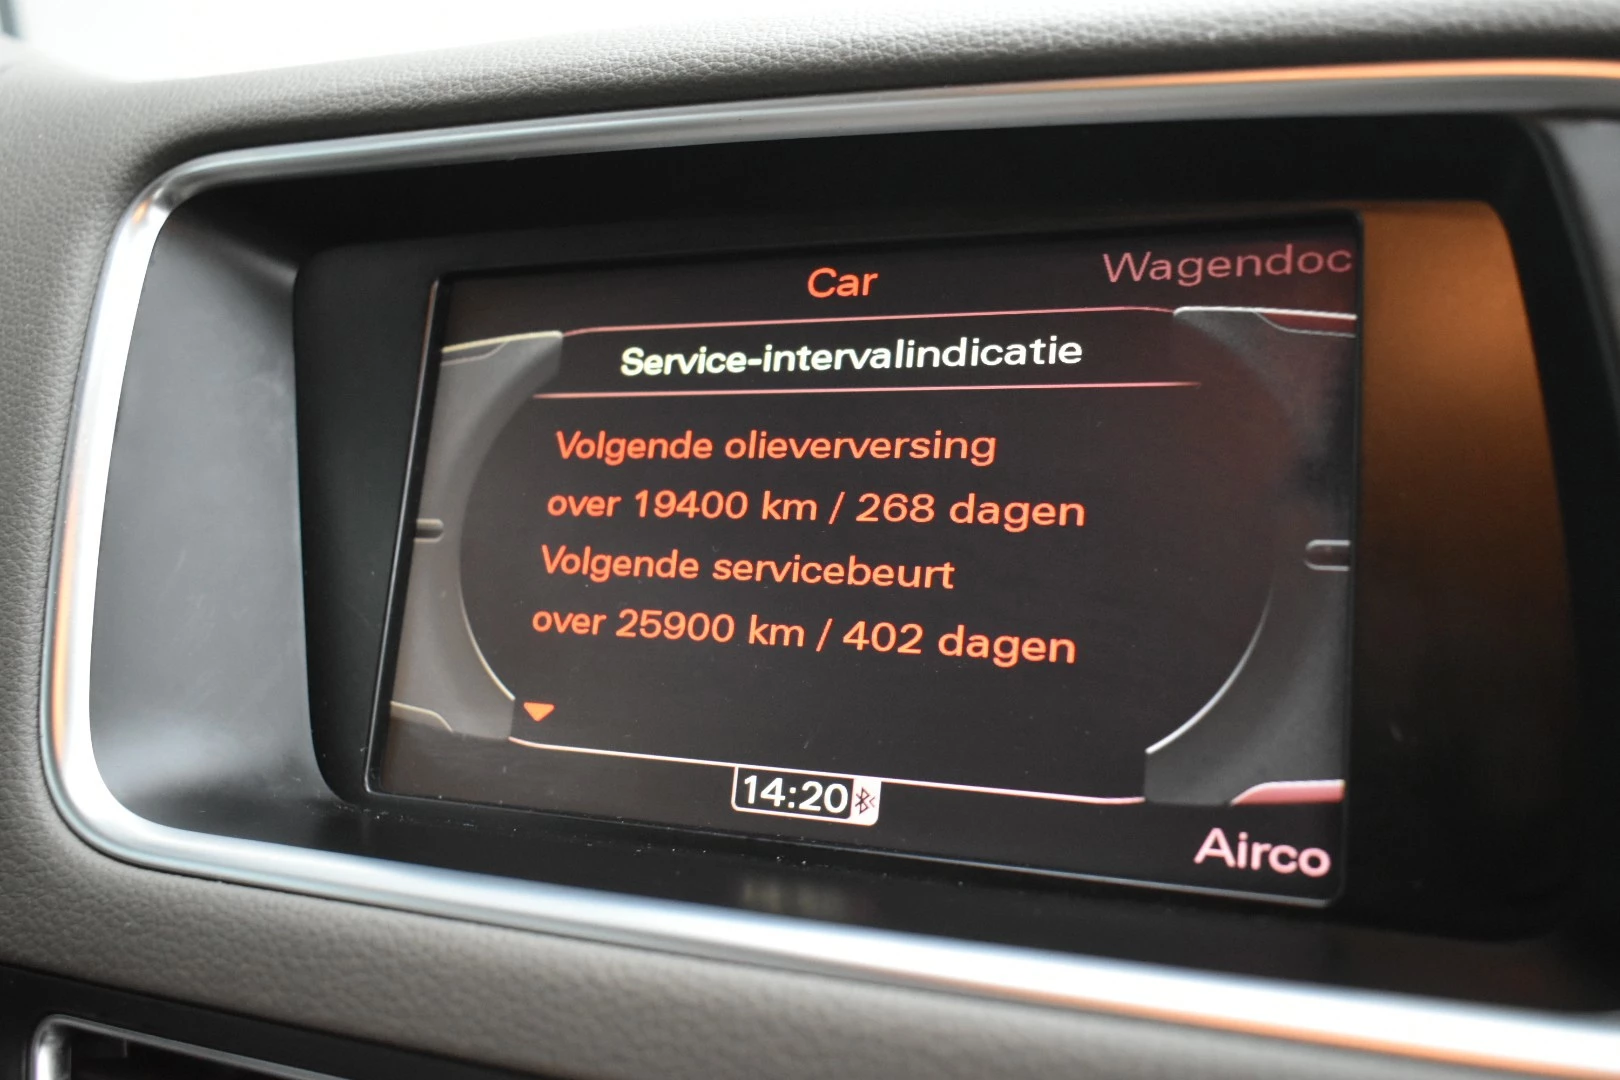 Car
Wagendoc
Service-intervalindicatie
Volgende olieverversing
over 19400 km / 268 dagen
Volgende servicebeurt
over 25900 km / 402 dagen
14:20
Airco